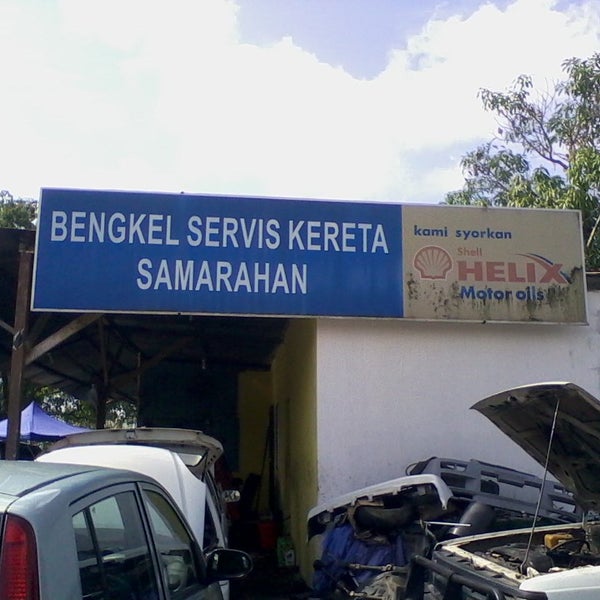 BENGKEL SERVIS KERETA
SAMARAHAN
kami syorkan
Shell
HELIX
Motor oils